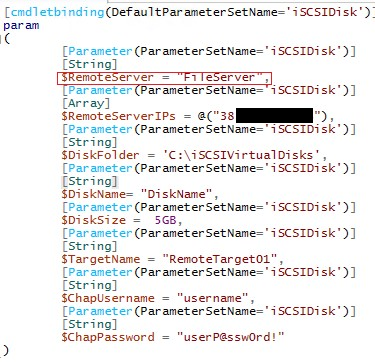 [cmdletbinding(DefaultParameterSetName='iSCSIDisk')]
param
(
[Parameter(ParameterSetName='iSCSIDisk')]
[String]
$RemoteServer = "FileServer",
[Parameter(ParameterSetName='iSCSIDisk')]
[Array]
$RemoteServerIPs = @("38"),
[Parameter(ParameterSetName='iSCSIDisk')]
[String]
$DiskFolder = 'C:\iSCSIVirtualDisks',
[Parameter(ParameterSetName='iSCSIDisk')]
[String]
$DiskName= "DiskName",
[Parameter(ParameterSetName='iSCSIDisk')]
$DiskSize = 5GB,
[Parameter(ParameterSetName='iSCSIDisk')]
[String]
$TargetName = "RemoteTarget01",
[Parameter(ParameterSetName='iSCSIDisk')]
[String]
$ChapUsername = "username",
[Parameter(ParameterSetName='iSCSIDisk')]
[String]
$ChapPassword = "userP@ssw0rd!"
)